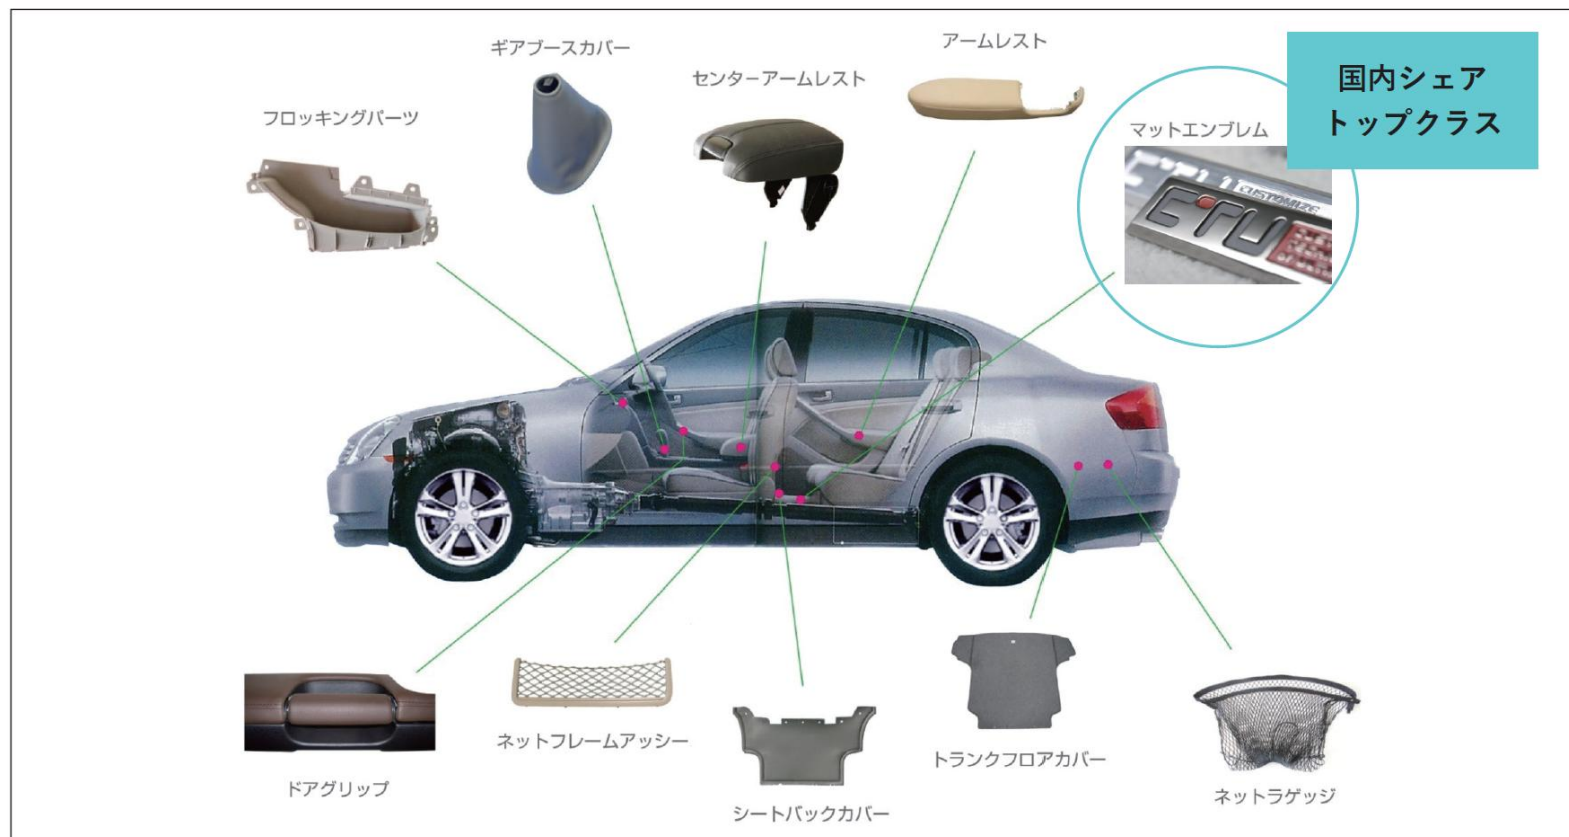 ギアブースカバー
アームレスト
国内シェア
トップクラス
センターアームレスト
フロッキングパーツ
マットエンブレム
CUSTOMIZE
ネットフレームアッシー
トランクフロアカバー
ドアグリップ
シートバックカバー
ネットラゲッジ